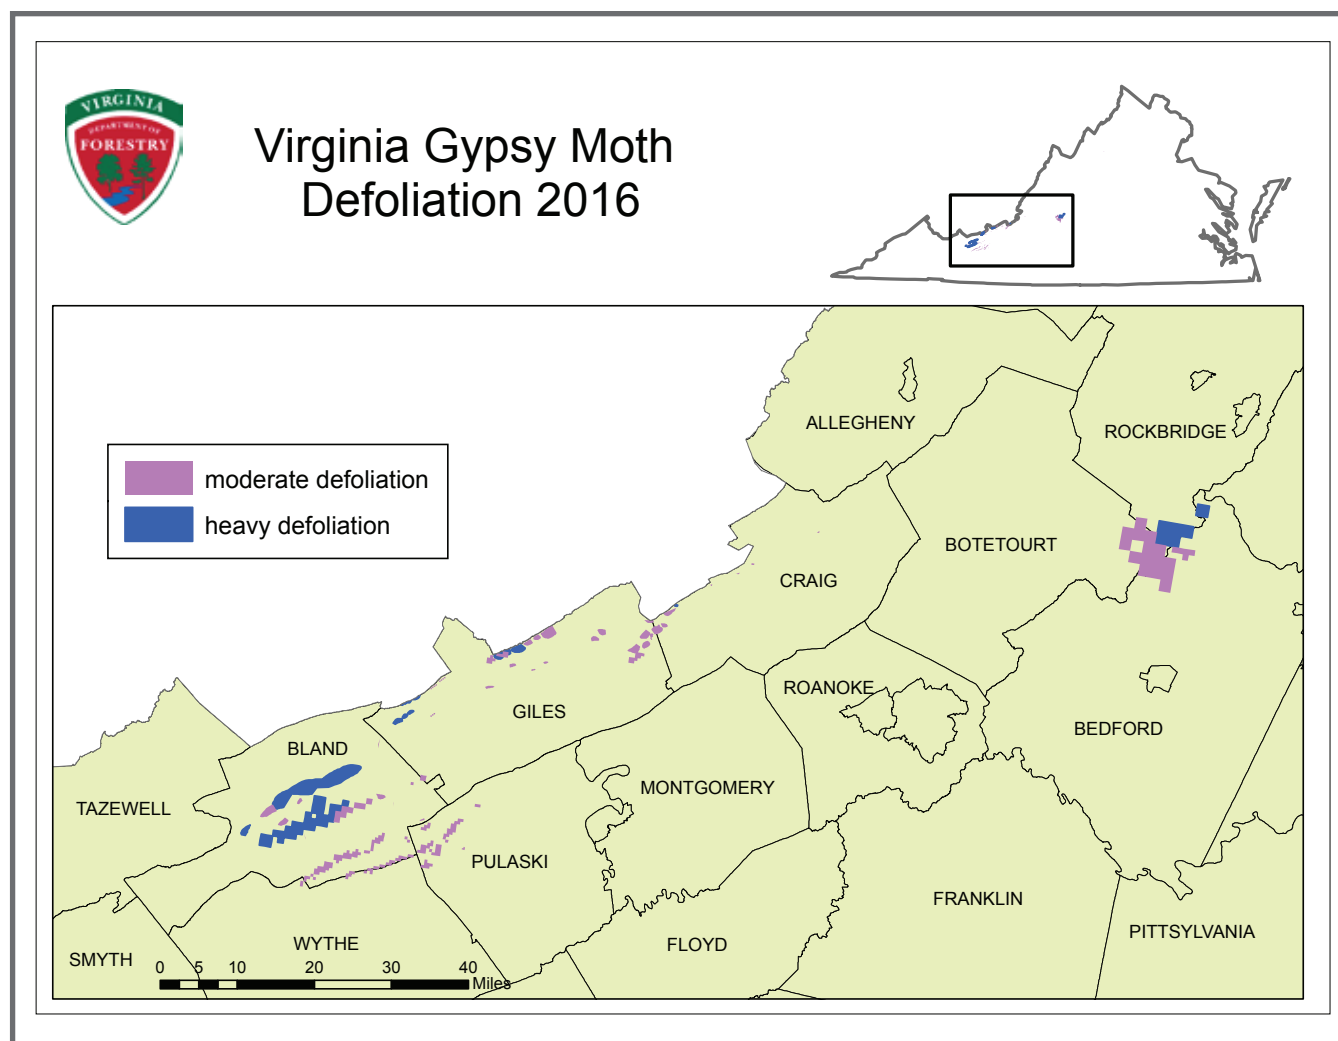 VIRGINIA
DEPARTMENT OF
FORESTRY
Virginia Gypsy Moth
Defoliation 2016
moderate defoliation
heavy defoliation
ALLEGHENY
ROCKBRIDGE
BOTETOURT
CRAIG
ROANOKE
GILES
BEDFORD
BLAND
MONTGOMERY
TAZEWELL
PULASKI
FRANKLIN
PITTSYLVANIA
WYTHE
FLOYD
SMYTH
0 5 10 20 30 40
Miles